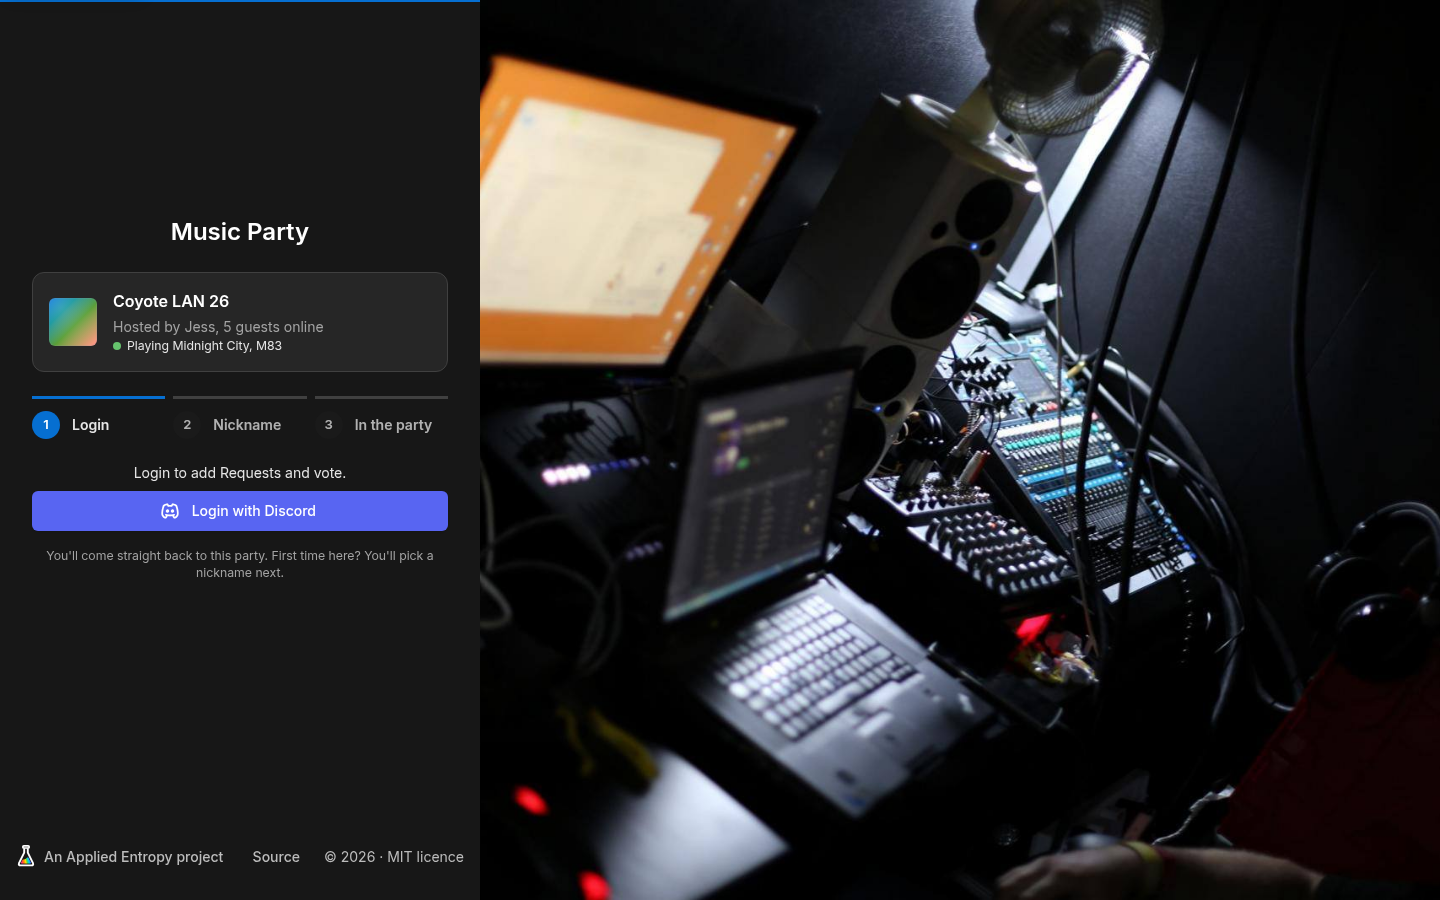 Music Party
Coyote LAN 26
Hosted by Jess, 5 guests online
Playing Midnight City, M83
1 Login
2 Nickname
3 In the party
Login to add Requests and vote.
Login with Discord
You'll come straight back to this party. First time here? You'll pick a
nickname next.
An Applied Entropy project
Source
© 2026 · MIT licence